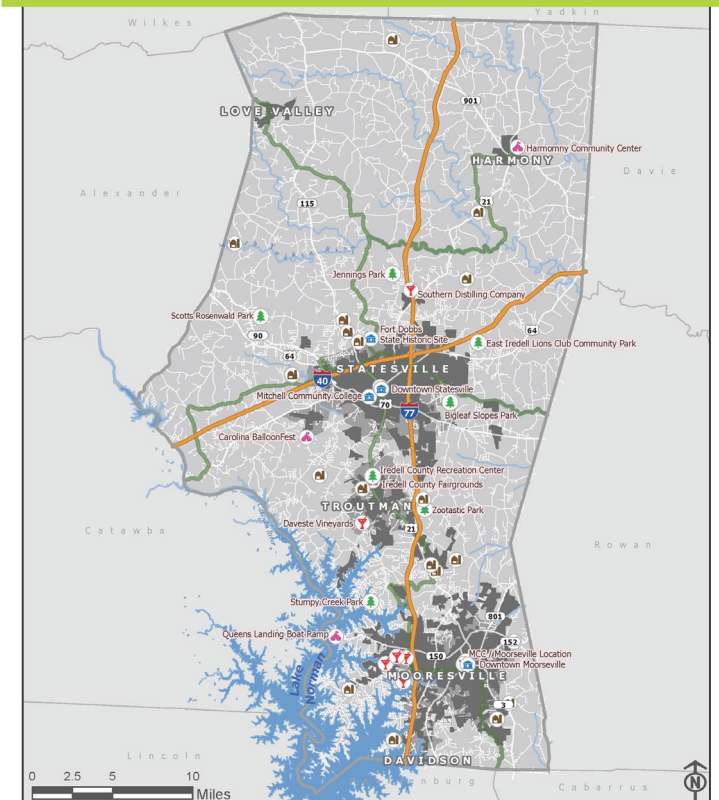 Yadkin
Wilkes
901
LOVE VALLEY
Harmomny Community Center
HARMONY
Davie
Alexander
115
21
Jennings Park
Southern Distilling Company
Scotts Rosenwald Park
90
64
Fort Dobbs
State Historic Site
64
East Iredell Lions Club Community Park
STATESVILLE
40
Downtown Statesville
Mitchell Community College
70
77
Bigleaf Slopes Park
Carolina BalloonFest
Iredell County Recreation Center
Iredell County Fairgrounds
TROUTMAN
Zootastic Park
Daveste Vineyards
21
Catawba
Rowan
Stumpy Creek Park
801
Queens Landing Boat Ramp
152
150
MCC / Moorseville Location
Downtown Moorseville
Lake
Norman
MOORESVILLE
3
Lincoln
DAVIDSON
enburg
Cabarrus
0 2.5 5 10
Miles
N